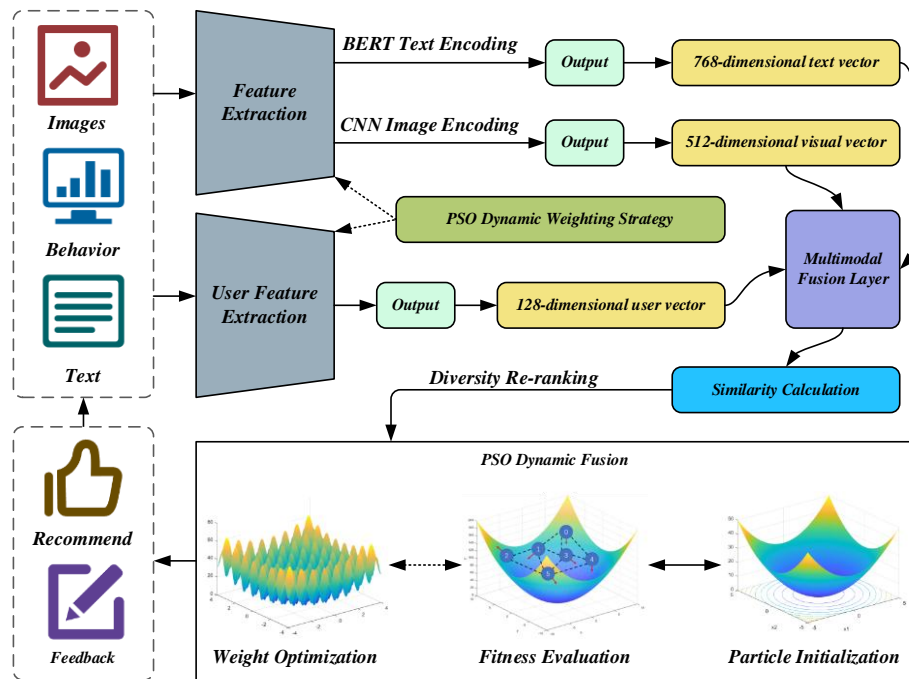 Images
Behavior
Text
Recommend
Feedback
Feature
Extraction
BERT Text Encoding
Output
768-dimensional text vector
CNN Image Encoding
Output
512-dimensional visual vector
PSO Dynamic Weighting Strategy
User Feature
Extraction
Output
128-dimensional user vector
Multimodal
Fusion Layer
Diversity Re-ranking
Similarity Calculation
PSO Dynamic Fusion
Weight Optimization
Fitness Evaluation
Particle Initialization